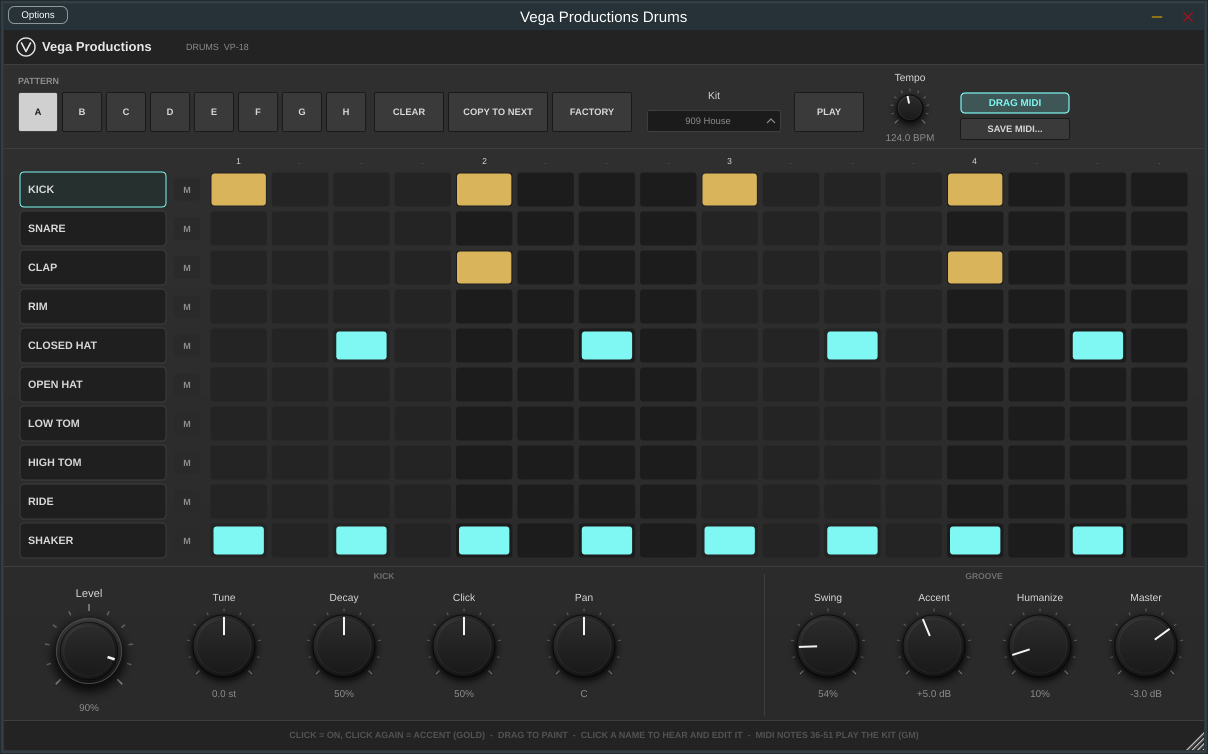 Options
Vega Productions Drums
Vega Productions
DRUMS VP-18
PATTERN
A B C D E F G H CLEAR COPY TO NEXT FACTORY
Kit
909 House
PLAY
Tempo
124.0 BPM
DRAG MIDI
SAVE MIDI...
1 2 3 4
KICK M
SNARE M
CLAP M
RIM M
CLOSED HAT M
OPEN HAT M
LOW TOM M
HIGH TOM M
RIDE M
SHAKER M
KICK
GROOVE
Level Tune Decay Click Pan Swing Accent Humanize Master
90% 0.0 st 50% 50% C 54% +5.0 dB 10% -3.0 dB
CLICK = ON, CLICK AGAIN = ACCENT (GOLD) - DRAG TO PAINT - CLICK A NAME TO HEAR AND EDIT IT - MIDI NOTES 36-51 PLAY THE KIT (GM)